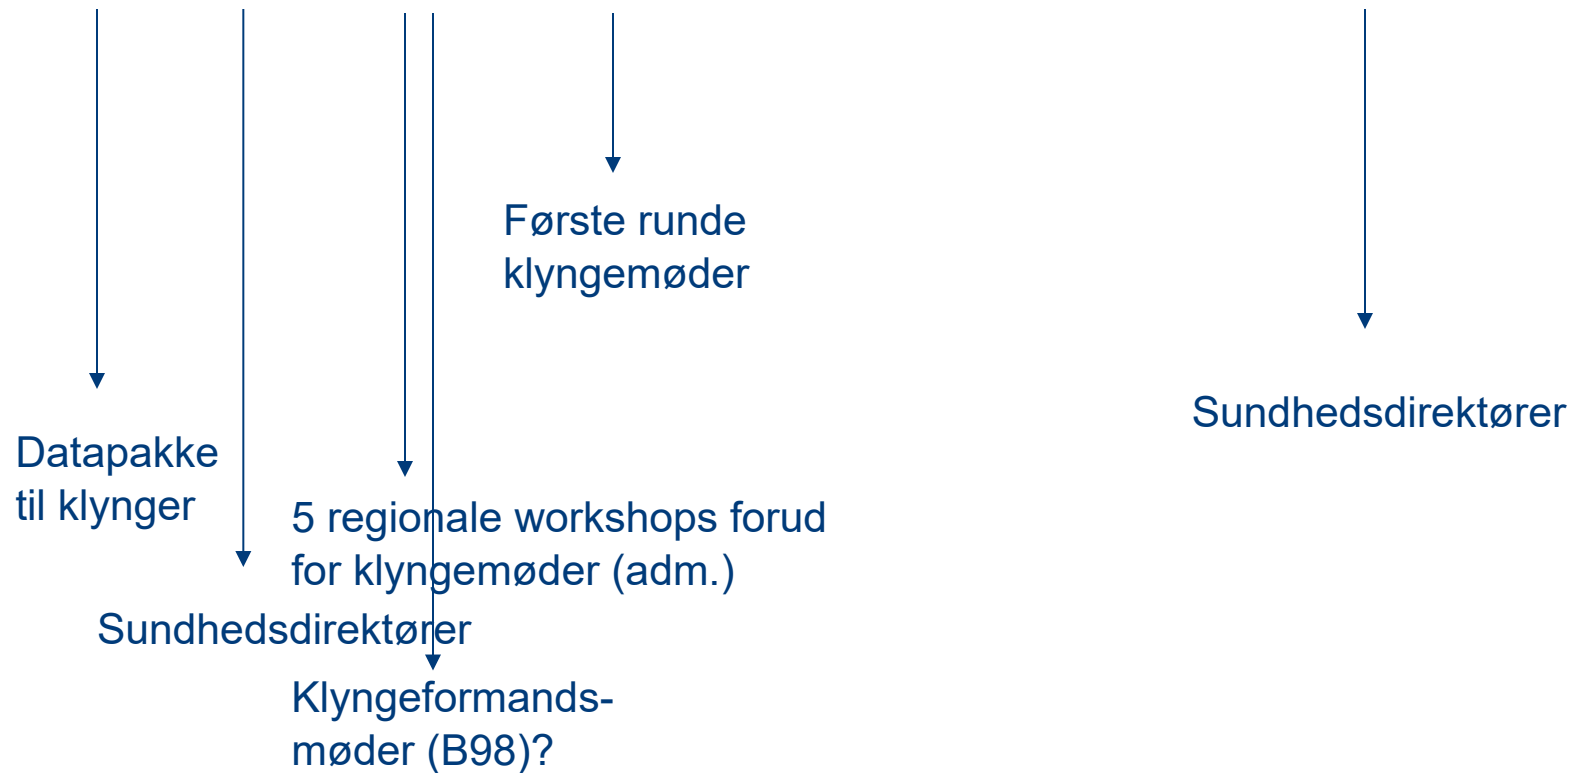 Første runde
klyngemøder
Sundhedsdirektører
Datapakke
til klynger
5 regionale workshops forud
for klyngemøder (adm.)
Sundhedsdirektører
Klyngeformands-
møder (B98)?